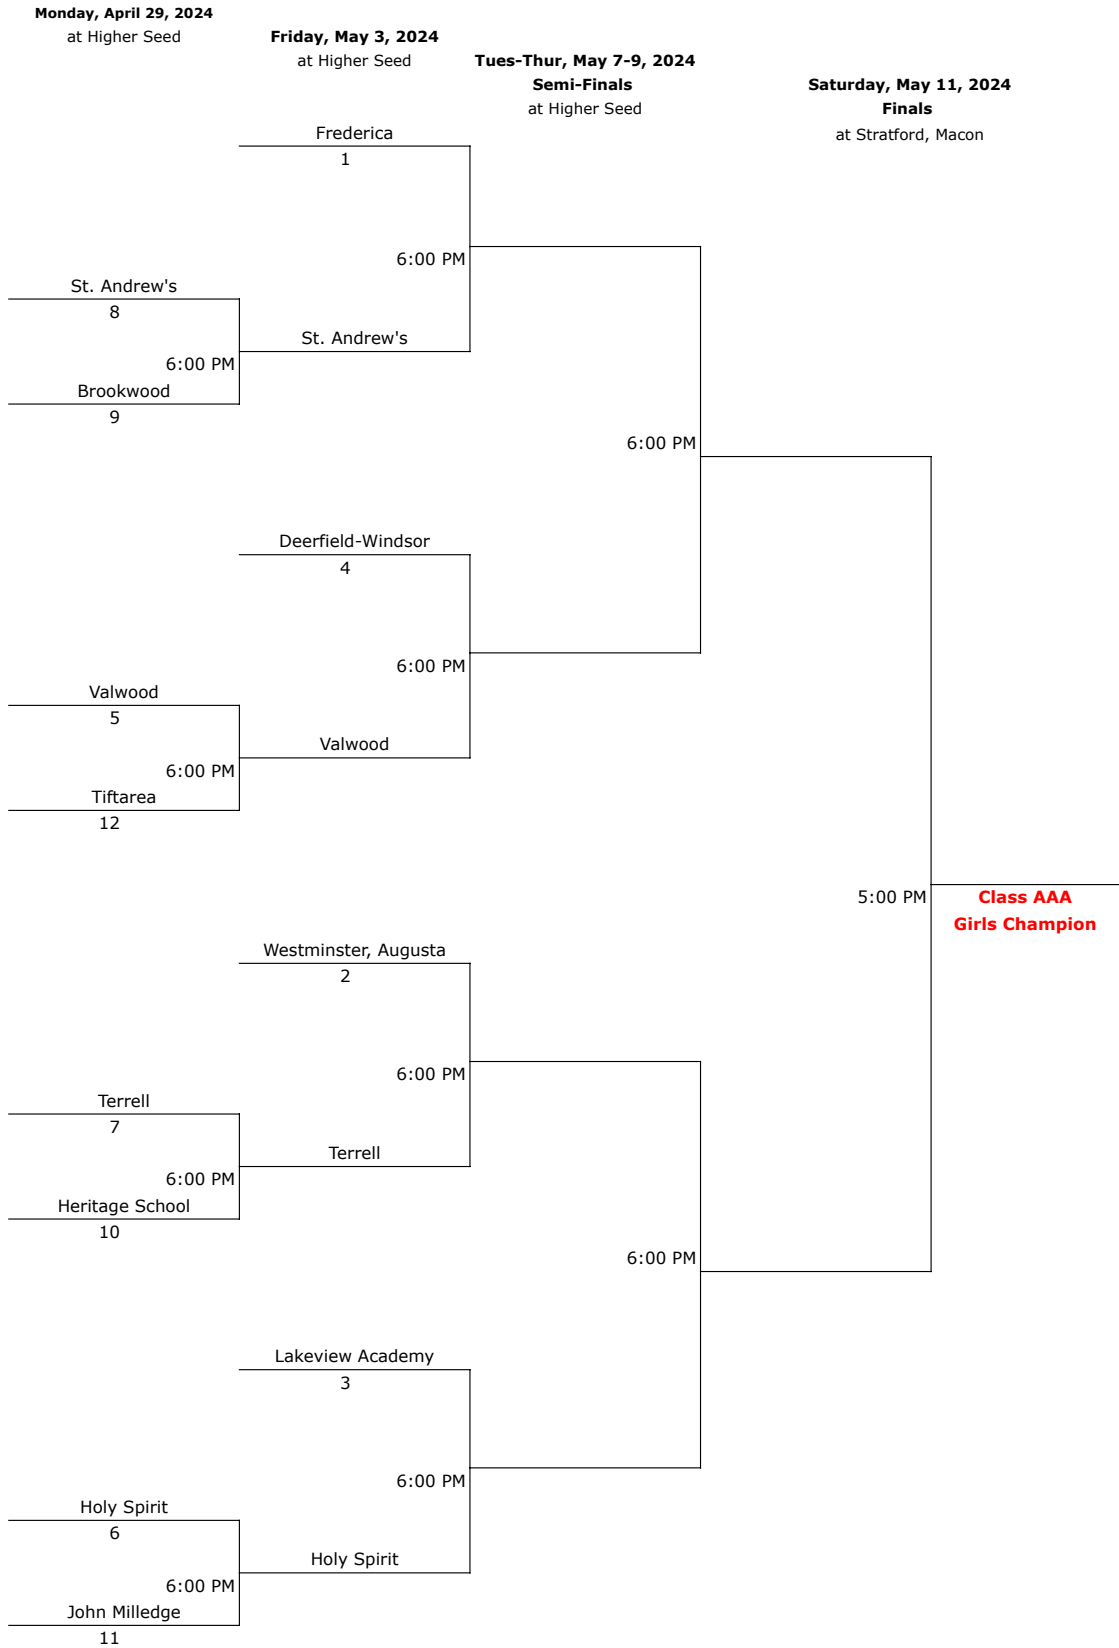 Monday, April 29, 2024
at Higher Seed
Friday, May 3, 2024
at Higher Seed
Tues-Thur, May 7-9, 2024
Semi-Finals
at Higher Seed
Saturday, May 11, 2024
Finals
at Stratford, Macon
Frederica
1
6:00 PM
St. Andrew's
8
St. Andrew's
6:00 PM
Brookwood
9
6:00 PM
Deerfield-Windsor
4
6:00 PM
Valwood
5
Valwood
6:00 PM
Tiftarea
12
5:00 PM
Class AAA
Girls Champion
Westminster, Augusta
2
6:00 PM
Terrell
7
Terrell
6:00 PM
Heritage School
10
6:00 PM
Lakeview Academy
3
6:00 PM
Holy Spirit
6
Holy Spirit
6:00 PM
John Milledge
11